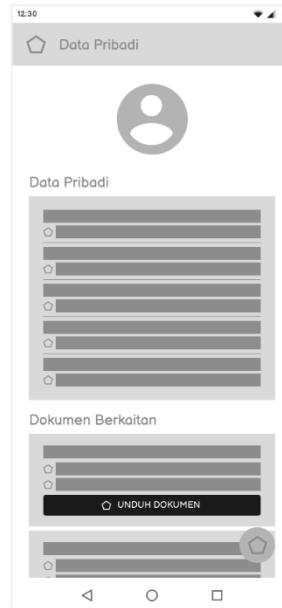 12:30
Data Pribadi
Data Pribadi
Dokumen Berkaitan
UNDUH DOKUMEN